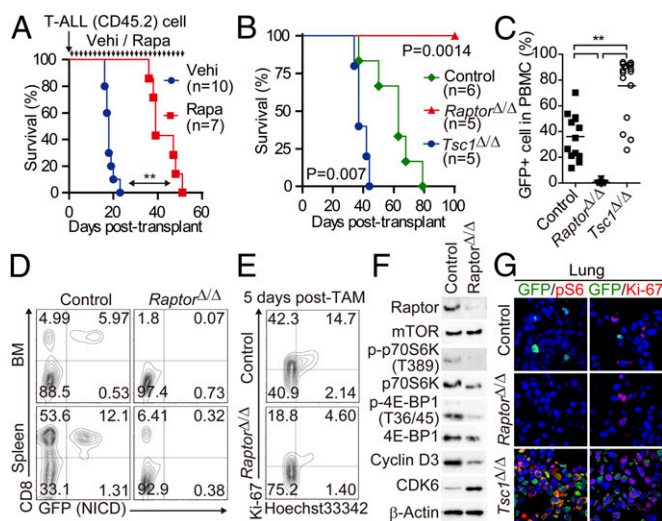 A
T-ALL (CD45.2) cell
Vehi / Rapa
Survival (%)
100
80
60
40
20
0
Vehi
(n=10)
Rapa
(n=7)
**
0 20 40 60
Days post-transplant
B
Survival (%)
100
80
60
40
20
0
P=0.0014
Control
(n=6)
RaptorΔ/Δ
(n=5)
Tsc1Δ/Δ
(n=5)
P=0.007
0 20 40 60 80 100
Days post-transplant
C
GFP+ cell in PBMC (%)
100
80
60
40
20
0
**
Control
RaptorΔ/Δ
Tsc1Δ/Δ
D
Control RaptorΔ/Δ
BM
4.99 5.97 1.8 0.07
88.5 0.53 97.4 0.73
Spleen
53.6 12.1 6.41 0.32
33.1 1.31 92.9 0.38
CD8
GFP (NICD)
E
5 days post-TAM
Control
42.3 14.7
40.9 2.14
RaptorΔ/Δ
18.8 4.60
75.2 1.40
Ki-67
Hoechst33342
F
Control
RaptorΔ/Δ
Raptor
mTOR
p-p70S6K
(T389)
p70S6K
p-4E-BP1
(T36/45)
4E-BP1
Cyclin D3
CDK6
β-Actin
G
Lung
GFP/pS6 GFP/Ki-67
Control
RaptorΔ/Δ
Tsc1Δ/Δ